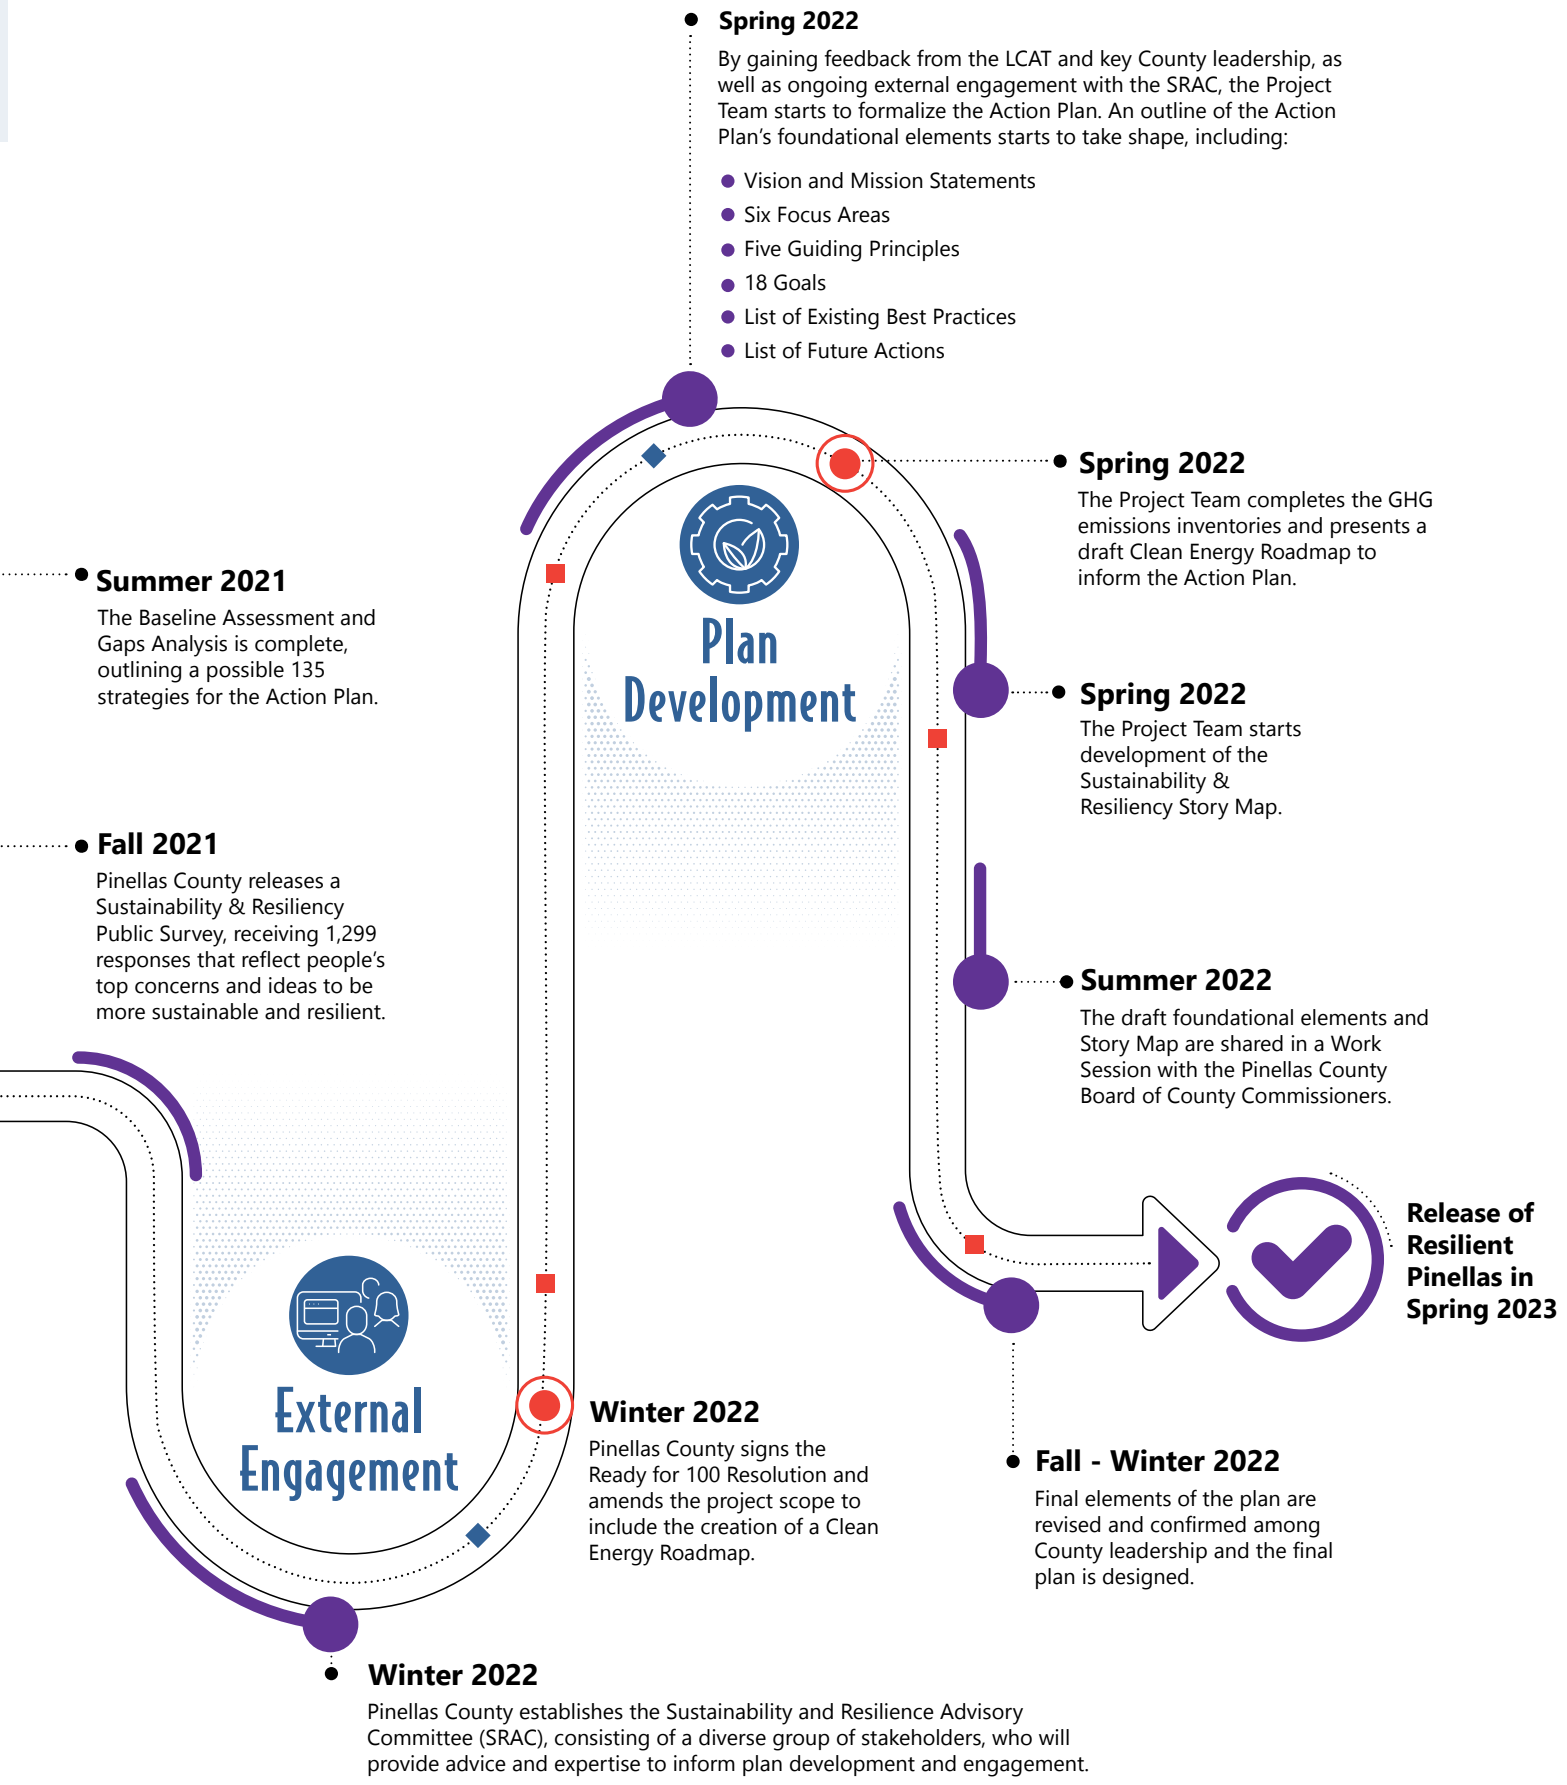 Spring 2022
By gaining feedback from the LCAT and key County leadership, as
well as ongoing external engagement with the SRAC, the Project
Team starts to formalize the Action Plan. An outline of the Action
Plan's foundational elements starts to take shape, including:
Vision and Mission Statements
Six Focus Areas
Five Guiding Principles
18 Goals
List of Existing Best Practices
List of Future Actions
Spring 2022
The Project Team completes the GHG
emissions inventories and presents a
draft Clean Energy Roadmap to
inform the Action Plan.
Summer 2021
The Baseline Assessment and
Gaps Analysis is complete,
outlining a possible 135
strategies for the Action Plan.
Plan
Development
Spring 2022
The Project Team starts
development of the
Sustainability &
Resiliency Story Map.
Fall 2021
Pinellas County releases a
Sustainability & Resiliency
Public Survey, receiving 1,299
responses that reflect people's
top concerns and ideas to be
more sustainable and resilient.
Summer 2022
The draft foundational elements and
Story Map are shared in a Work
Session with the Pinellas County
Board of County Commissioners.
Release of
Resilient
Pinellas in
Spring 2023
External
Engagement
Winter 2022
Pinellas County signs the
Ready for 100 Resolution and
amends the project scope to
include the creation of a Clean
Energy Roadmap.
Fall - Winter 2022
Final elements of the plan are
revised and confirmed among
County leadership and the final
plan is designed.
Winter 2022
Pinellas County establishes the Sustainability and Resilience Advisory
Committee (SRAC), consisting of a diverse group of stakeholders, who will
provide advice and expertise to inform plan development and engagement.